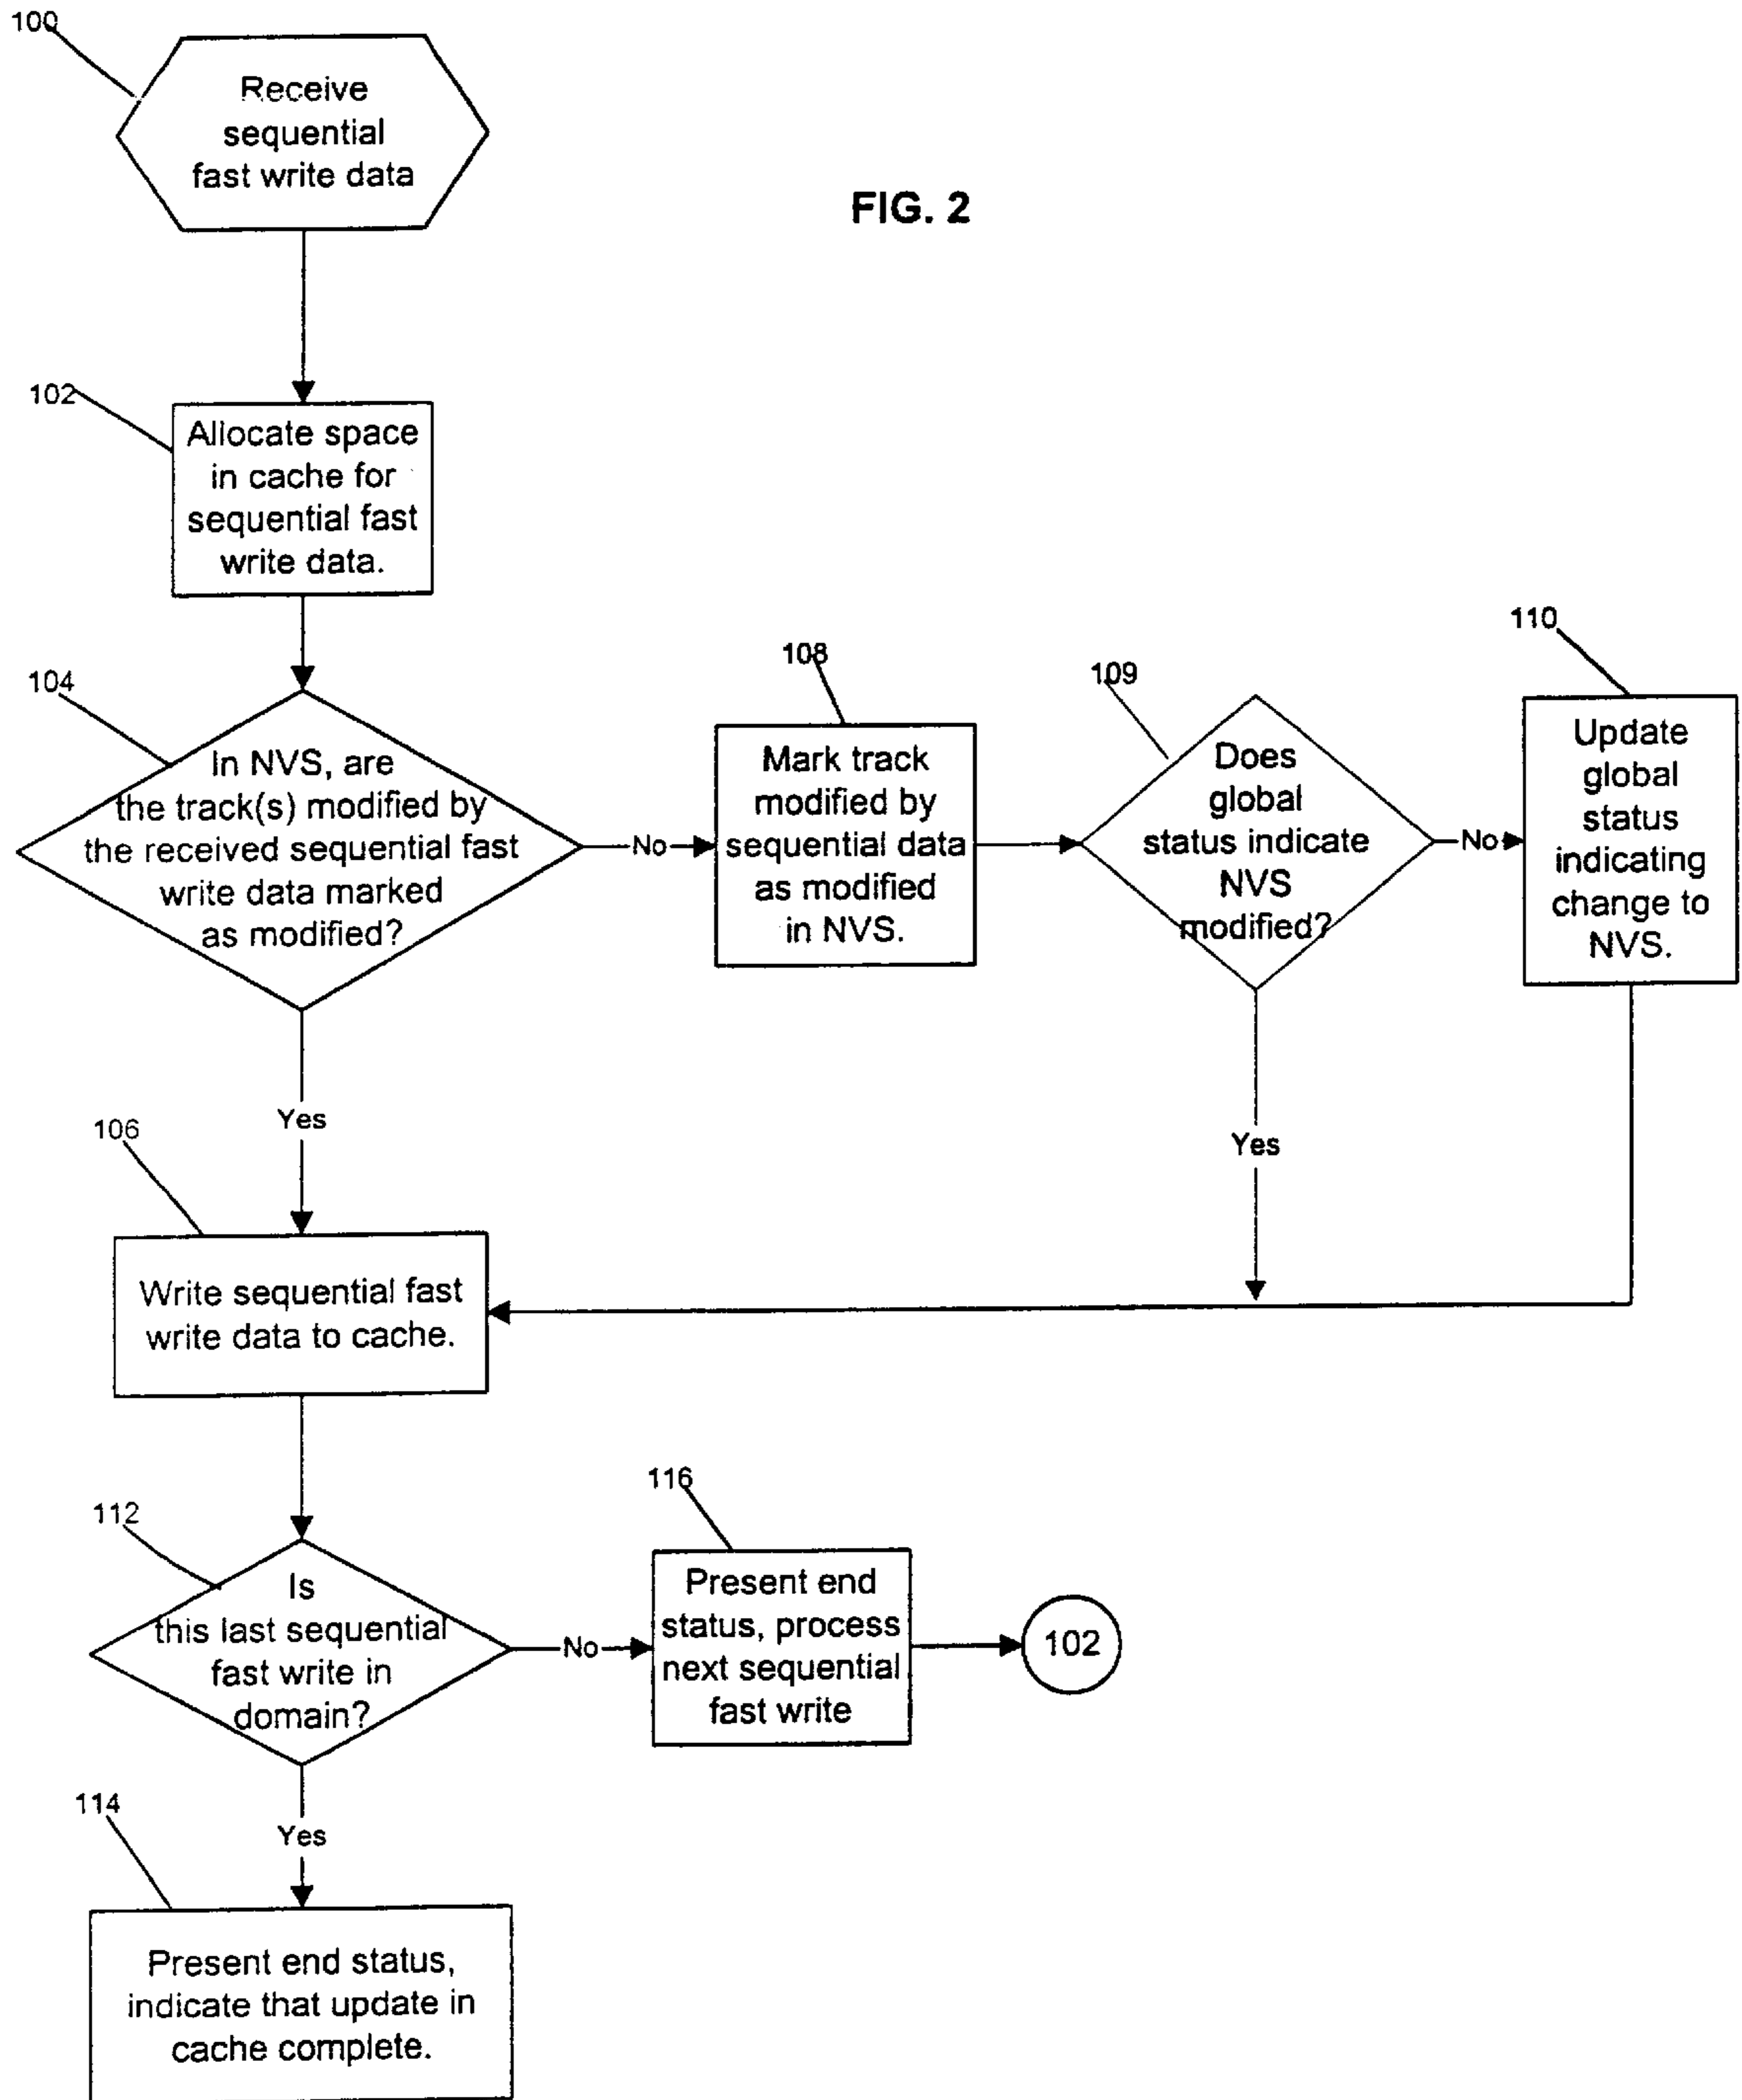 100
Receive
sequential
fast write data
FIG. 2
102
Allocate space
in cache for
sequential fast
write data.
104
In NVS, are
the track(s) modified by
the received sequential fast
write data marked
as modified?
No
108
Mark track
modified by
sequential data
as modified
in NVS.
109
Does
global
status indicate
NVS
modified?
No
110
Update
global
status
indicating
change to
NVS.
Yes
Yes
106
Write sequential fast
write data to cache.
112
Is
this last sequential
fast write in
domain?
No
116
Present end
status, process
next sequential
fast write
102
Yes
114
Present end status,
indicate that update in
cache complete.